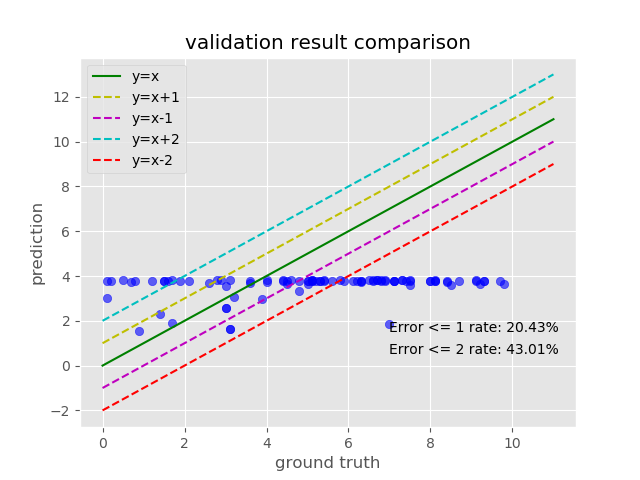 validation result comparison
y=x
y=x+1
y=x-1
y=x+2
y=x-2
12
10
8
6
4
2
0
−2
prediction
Error <= 1 rate: 20.43%
Error <= 2 rate: 43.01%
0 2 4 6 8 10
ground truth